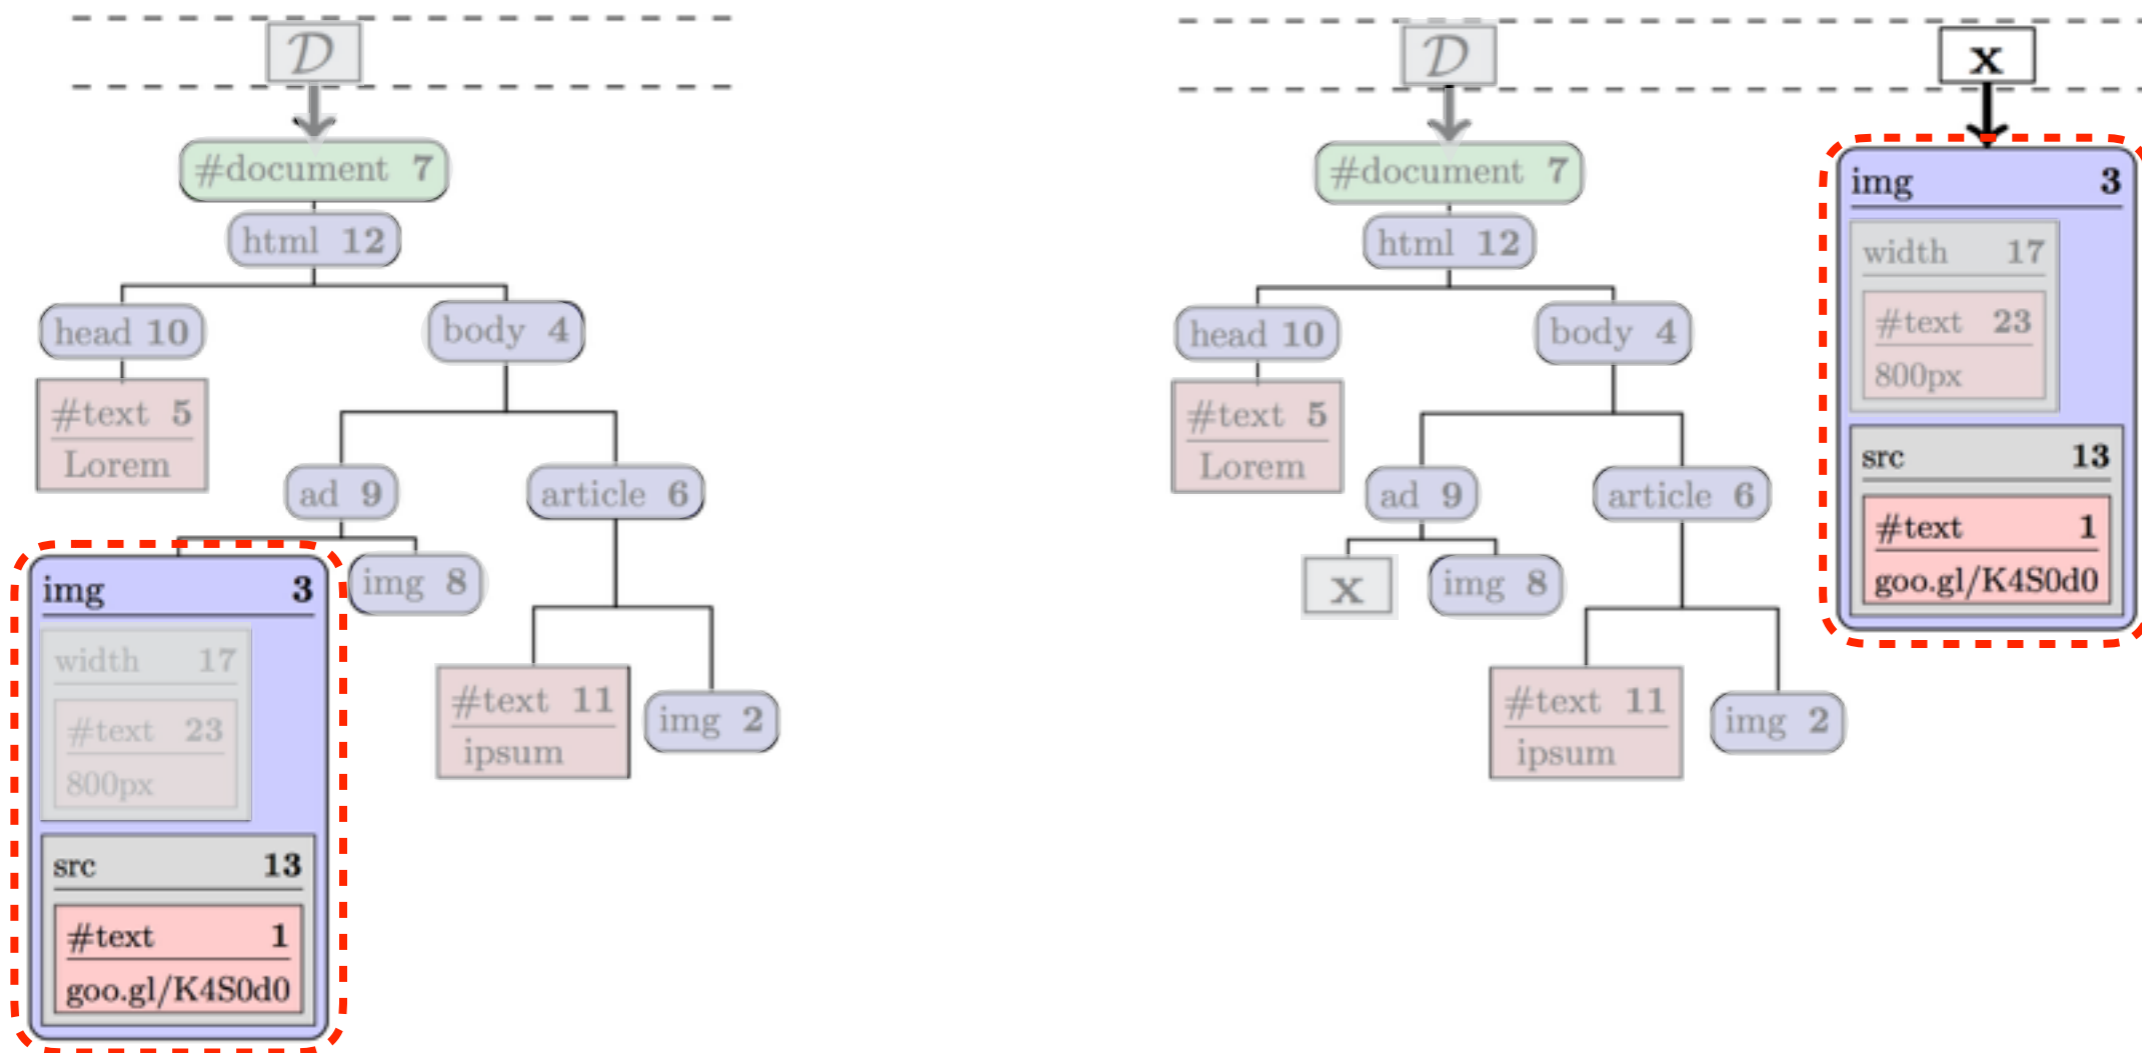 𝒟
#document 7
html 12
head 10
body 4
#text 5
Lorem
ad 9
article 6
img 3
img 8
width 17
#text 23
800px
src 13
#text 1
goo.gl/K4S0d0
#text 11
ipsum
img 2
𝒟
x
#document 7
html 12
head 10
body 4
#text 5
Lorem
ad 9
article 6
x
img 8
#text 11
ipsum
img 2
img 3
width 17
#text 23
800px
src 13
#text 1
goo.gl/K4S0d0